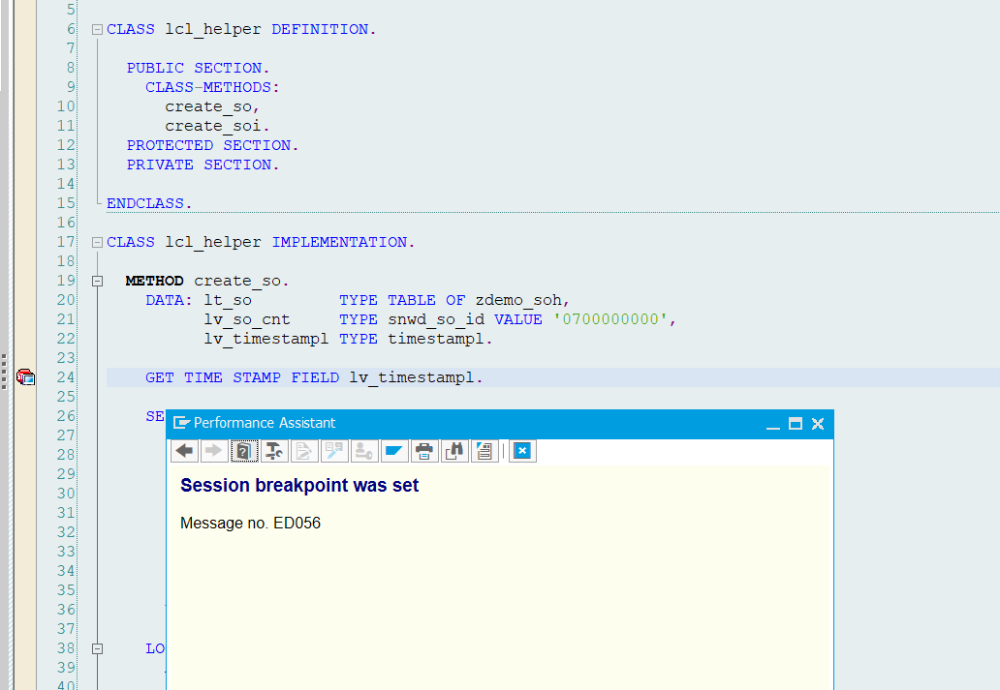 5
6 CLASS lcl_helper DEFINITION.
7
8 PUBLIC SECTION.
9 CLASS-METHODS:
10 create_so,
11 create_soi.
12 PROTECTED SECTION.
13 PRIVATE SECTION.
14
15 ENDCLASS.
16
17 CLASS lcl_helper IMPLEMENTATION.
18
19 METHOD create_so.
20 DATA: lt_so TYPE TABLE OF zdemo_soh,
21 lv_so_cnt TYPE snwd_so_id VALUE '0700000000',
22 lv_timestampl TYPE timestampl.
23
24 GET TIME STAMP FIELD lv_timestampl.
25
26 SE
Performance Assistant
27
28
Session breakpoint was set
29
30
31
Message no. ED056
32
33
34
35
36
37
38 LO
39
40